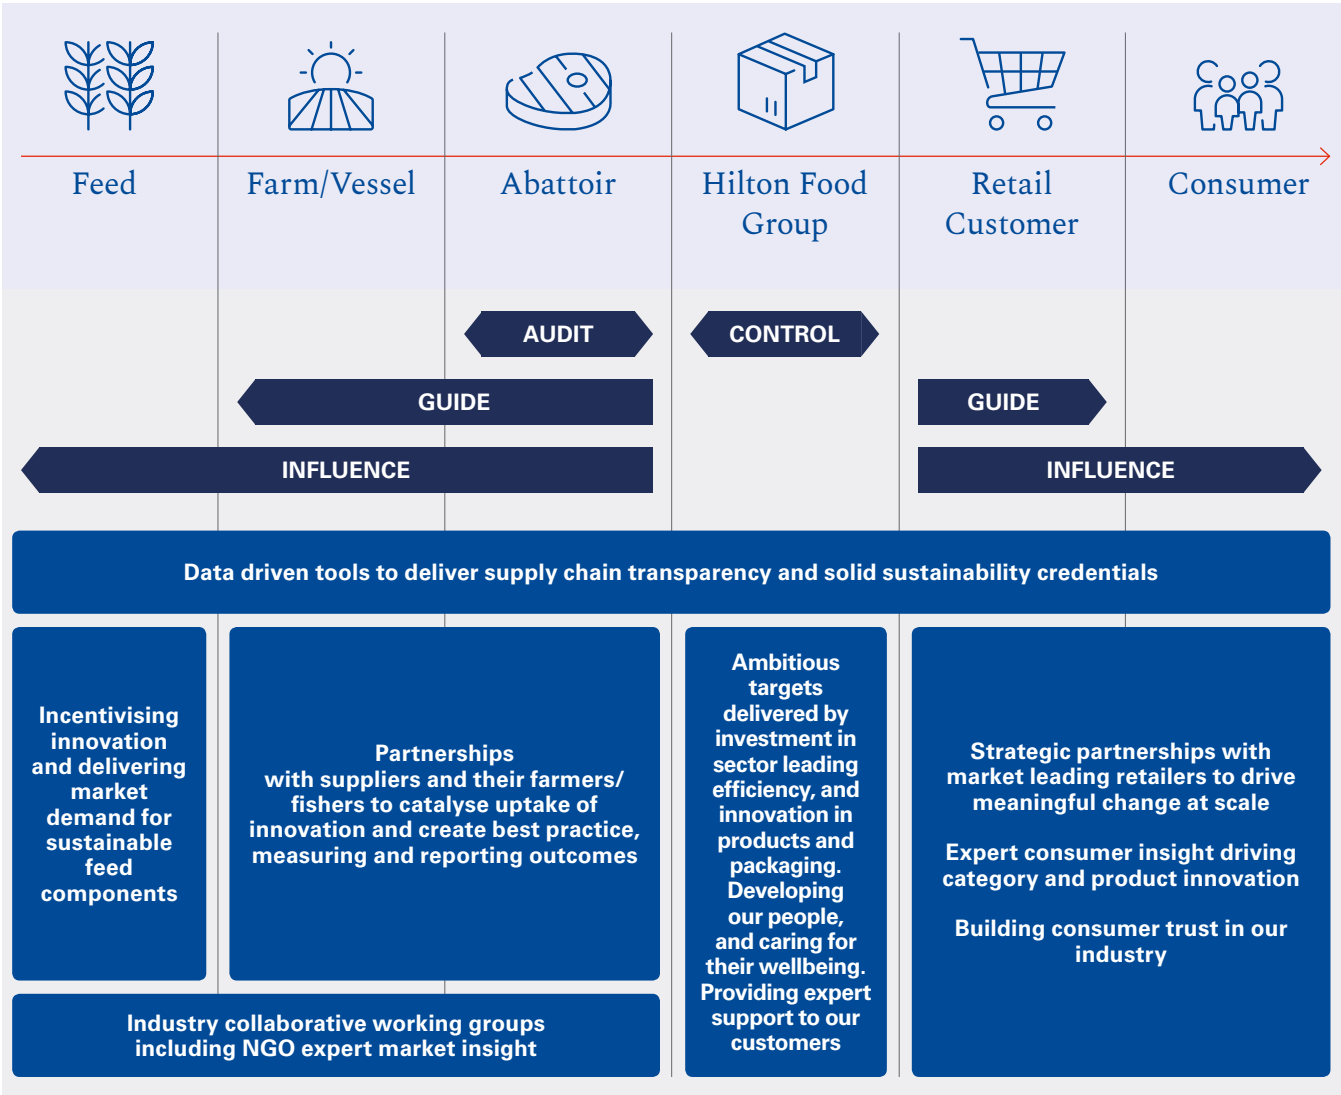 Feed
Farm/Vessel
Abattoir
Hilton Food
Group
Retail
Customer
Consumer
AUDIT
CONTROL
GUIDE
GUIDE
INFLUENCE
INFLUENCE
Data driven tools to deliver supply chain transparency and solid sustainability credentials
Incentivising
innovation
and delivering
market
demand for
sustainable
feed
components
Partnerships
with suppliers and their farmers/
fishers to catalyse uptake of
innovation and create best practice,
measuring and reporting outcomes
Industry collaborative working groups
including NGO expert market insight
Ambitious
targets
delivered by
investment in
sector leading
efficiency, and
innovation in
products and
packaging.
Developing
our people,
and caring for
their wellbeing.
Providing expert
support to our
customers
Strategic partnerships with
market leading retailers to drive
meaningful change at scale
Expert consumer insight driving
category and product innovation
Building consumer trust in our
industry